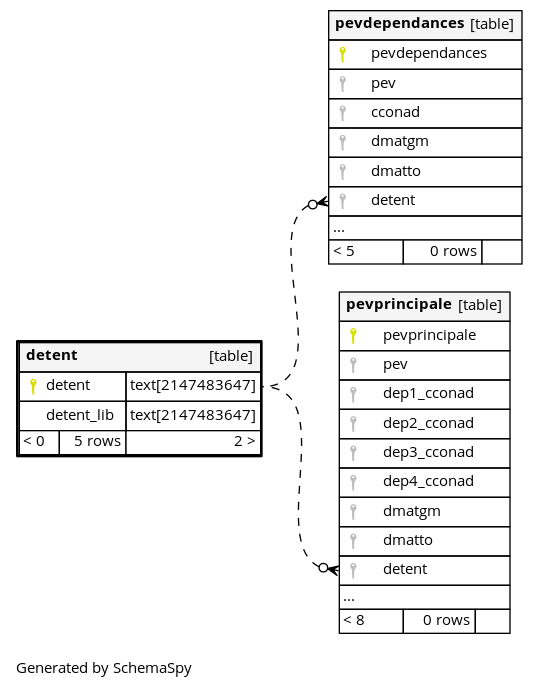 pevdependances [table]
pevdependances
pev
cconad
dmatgm
dmatto
detent
...
< 5 0 rows
pevprincipale [table]
pevprincipale
pev
dep1_cconad
dep2_cconad
dep3_cconad
dep4_cconad
dmatgm
dmatto
detent
...
< 8 0 rows
detent [table]
detent text[2147483647]
detent_lib text[2147483647]
< 0 5 rows 2 >
Generated by SchemaSpy